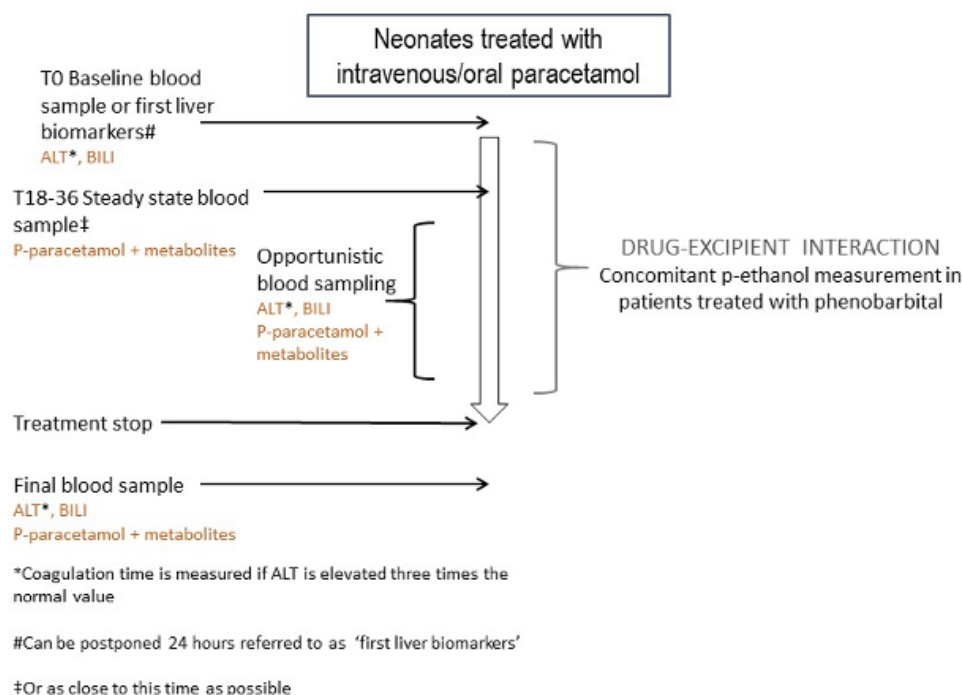 Neonates treated with
intravenous/oral paracetamol
T0 Baseline blood
sample or first liver
biomarkers#
ALT*, BILI
T18-36 Steady state blood
sample‡
P-paracetamol + metabolites
Opportunistic
blood sampling
ALT*, BILI
P-paracetamol +
metabolites
DRUG-EXCIPIENT INTERACTION
Concomitant p-ethanol measurement in
patients treated with phenobarbital
Treatment stop
Final blood sample
ALT*, BILI
P-paracetamol + metabolites
*Coagulation time is measured if ALT is elevated three times the
normal value
#Can be postponed 24 hours referred to as 'first liver biomarkers'
‡Or as close to this time as possible